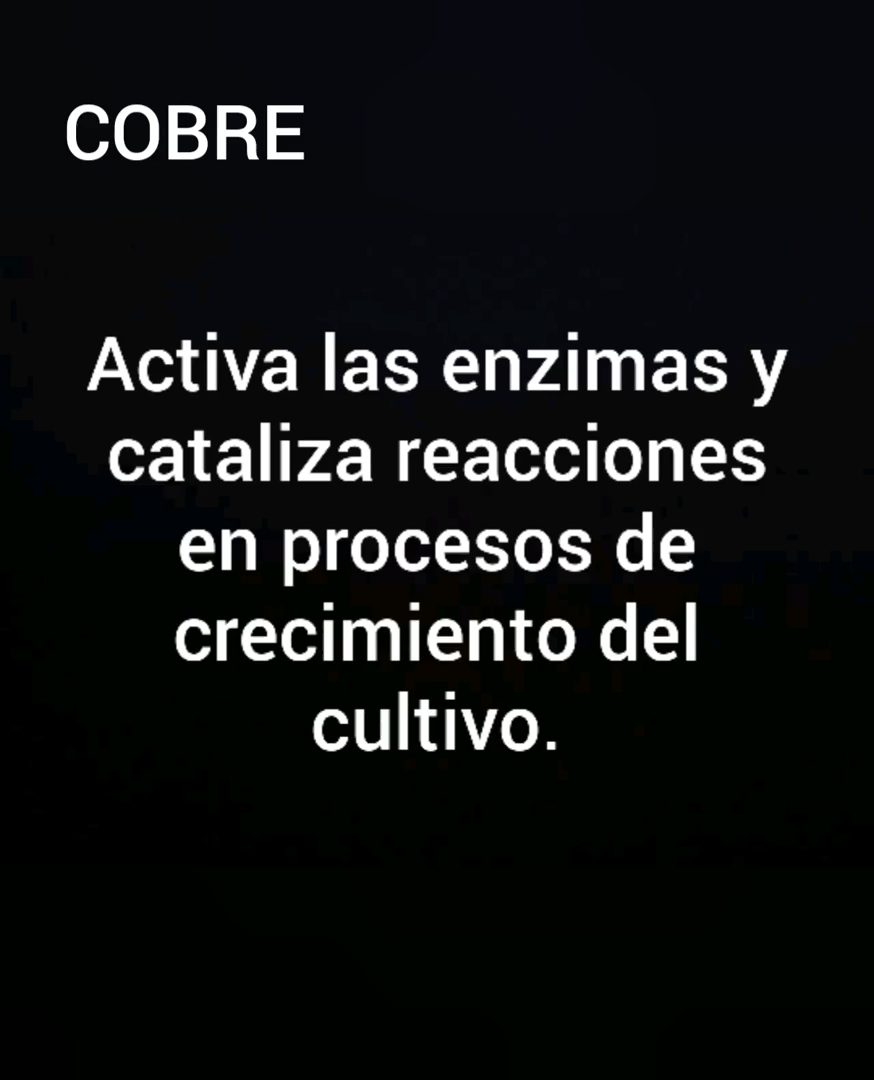 COBRE
Activa las enzimas y
cataliza reacciones
en procesos de
crecimiento del
cultivo.